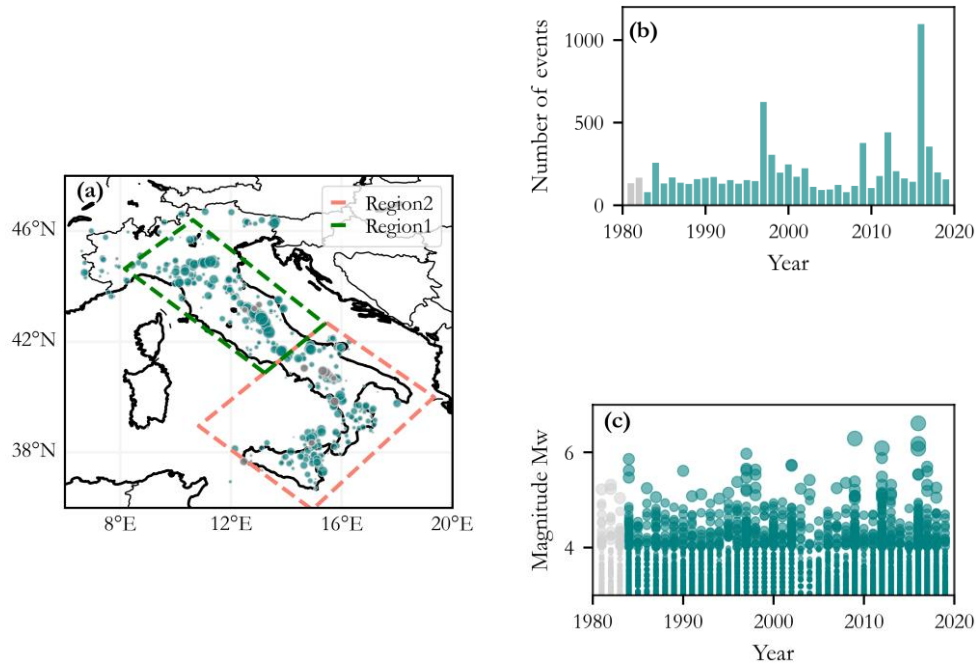 (a)
Region2
Region1
46°N
42°N
38°N
8°E 12°E 16°E 20°E
(b)
Number of events
1000
500
0
1980 1990 2000 2010 2020
Year
(c)
Magnitude Mw
6
4
1980 1990 2000 2010 2020
Year